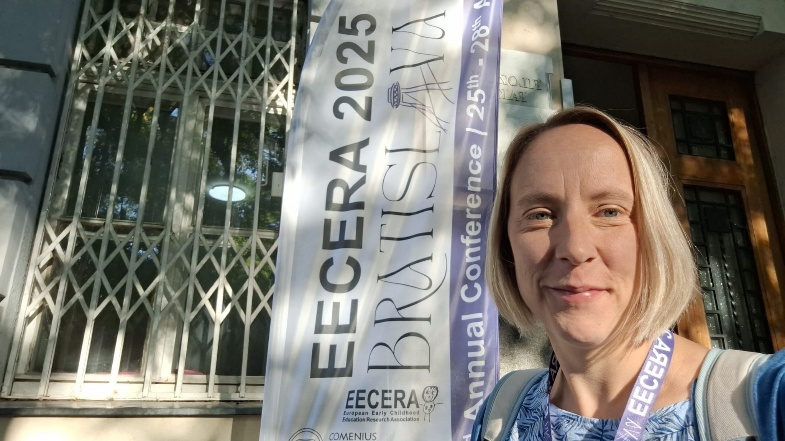 EECERA 2025
BRATISLAVA
Annual Conference | 25th - 28th A
EECERA
European Early Childhood
Education Research Association
COMENIUS
EECERA